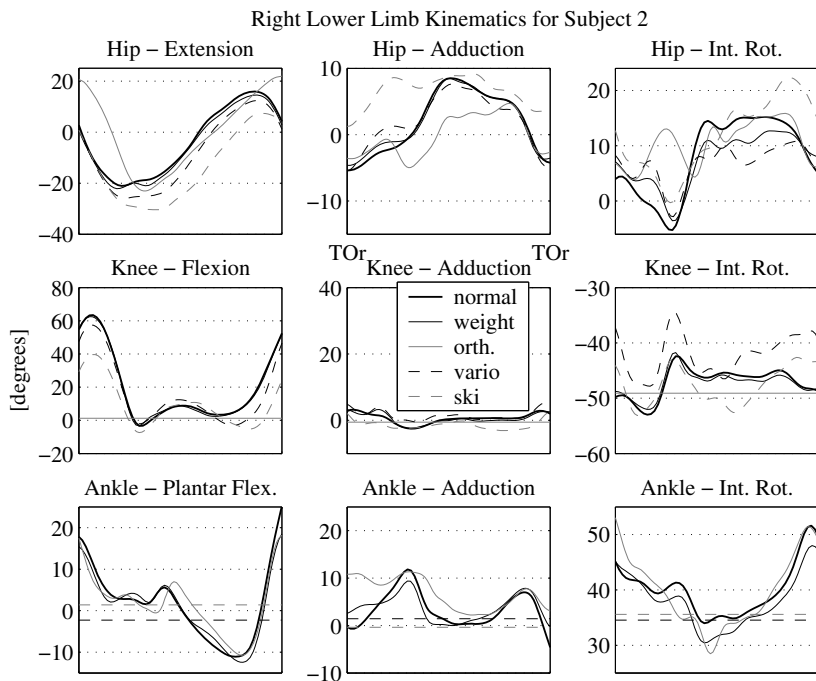 Right Lower Limb Kinematics for Subject 2
Hip − Extension
Hip − Adduction
Hip − Int. Rot.
20
0
−20
−40
10
0
−10
20
10
0
TOr
TOr
Knee − Flexion
Knee − Adduction
Knee − Int. Rot.
[degrees]
80
60
40
20
0
−20
40
20
0
−10
−30
−40
−50
−60
normal
weight
orth.
vario
ski
Ankle − Plantar Flex.
Ankle − Adduction
Ankle − Int. Rot.
20
10
0
−10
20
10
0
−10
50
40
30